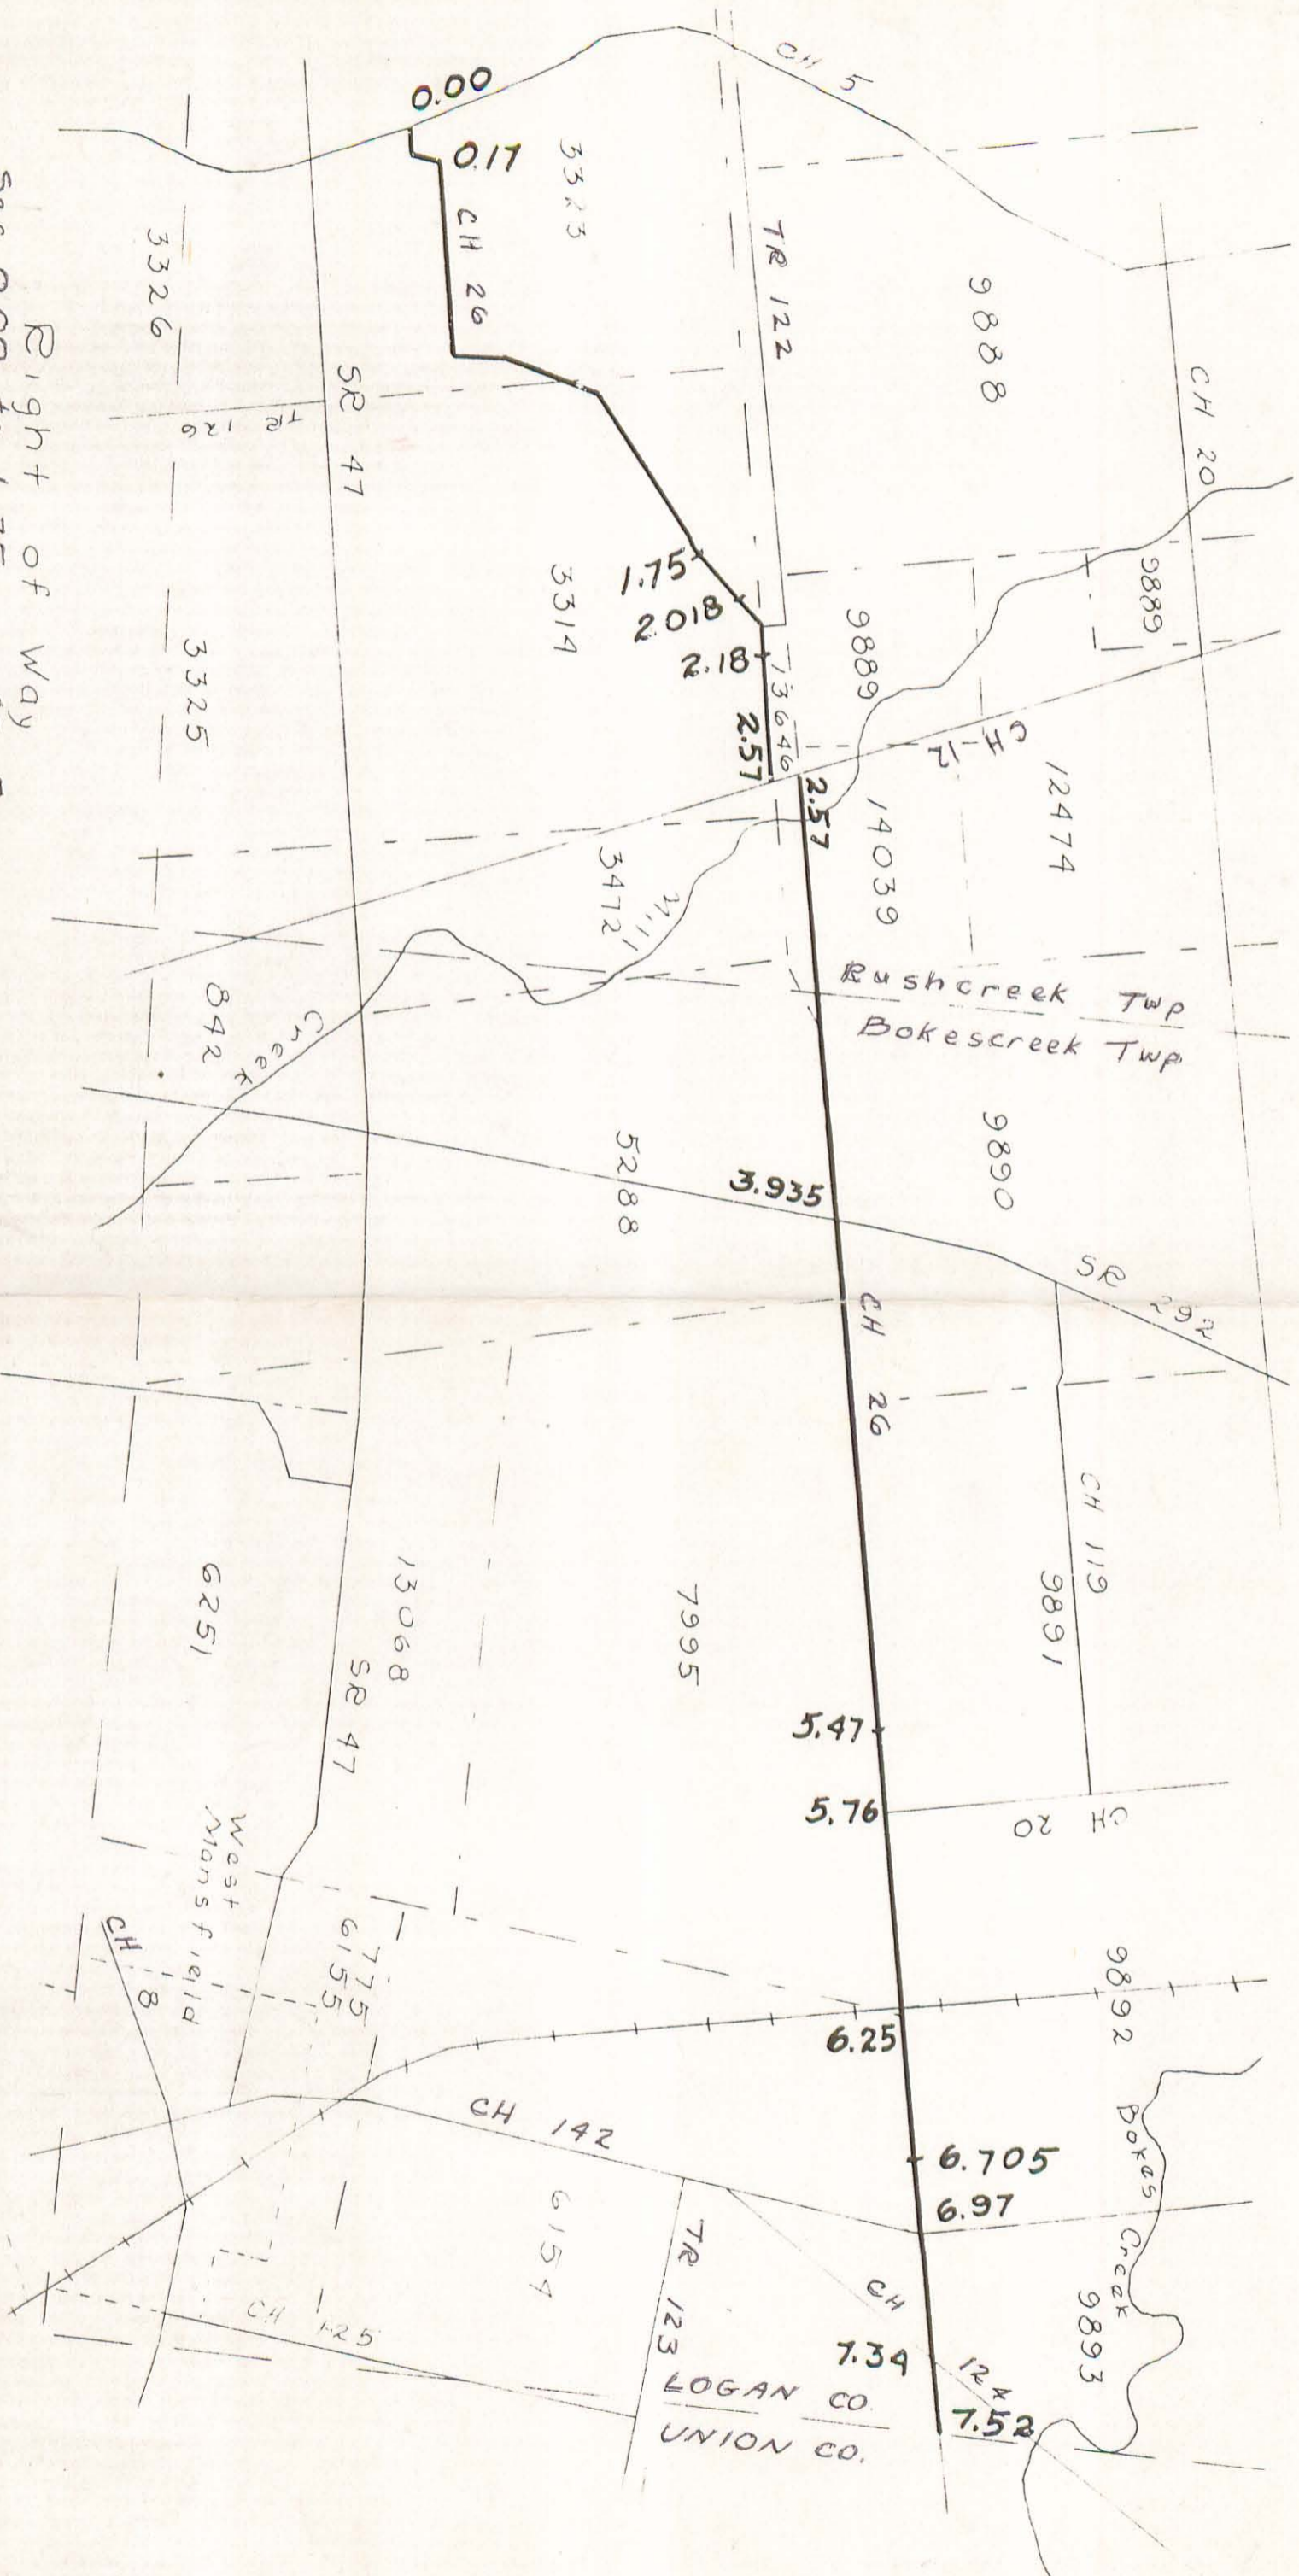 CH 5
0.00
0.17
CH 26
3323
TR 122
9888
CH 20
3326
TR 126
SR 47
3325
3314
1.75
2.018
2.18
2.57
13646
9889
9889
CH-12
12474
2.57
14039
3472
Rushcreek Twp
Bokescreek Twp
842
Creek
5288
3.935
9890
SR 292
CH 26
CH 119
9891
7995
13068
6251
SR 47
5.47
5.76
CH 20
West
Mansfield
CH 8
775
6155
6.25
9892
Bokes Creek
CH 142
6.705
6.97
6154
TR 123
CH 12A
9893
CH 125
7.34
7.52
LOGAN CO.
UNION CO.
Right of Way